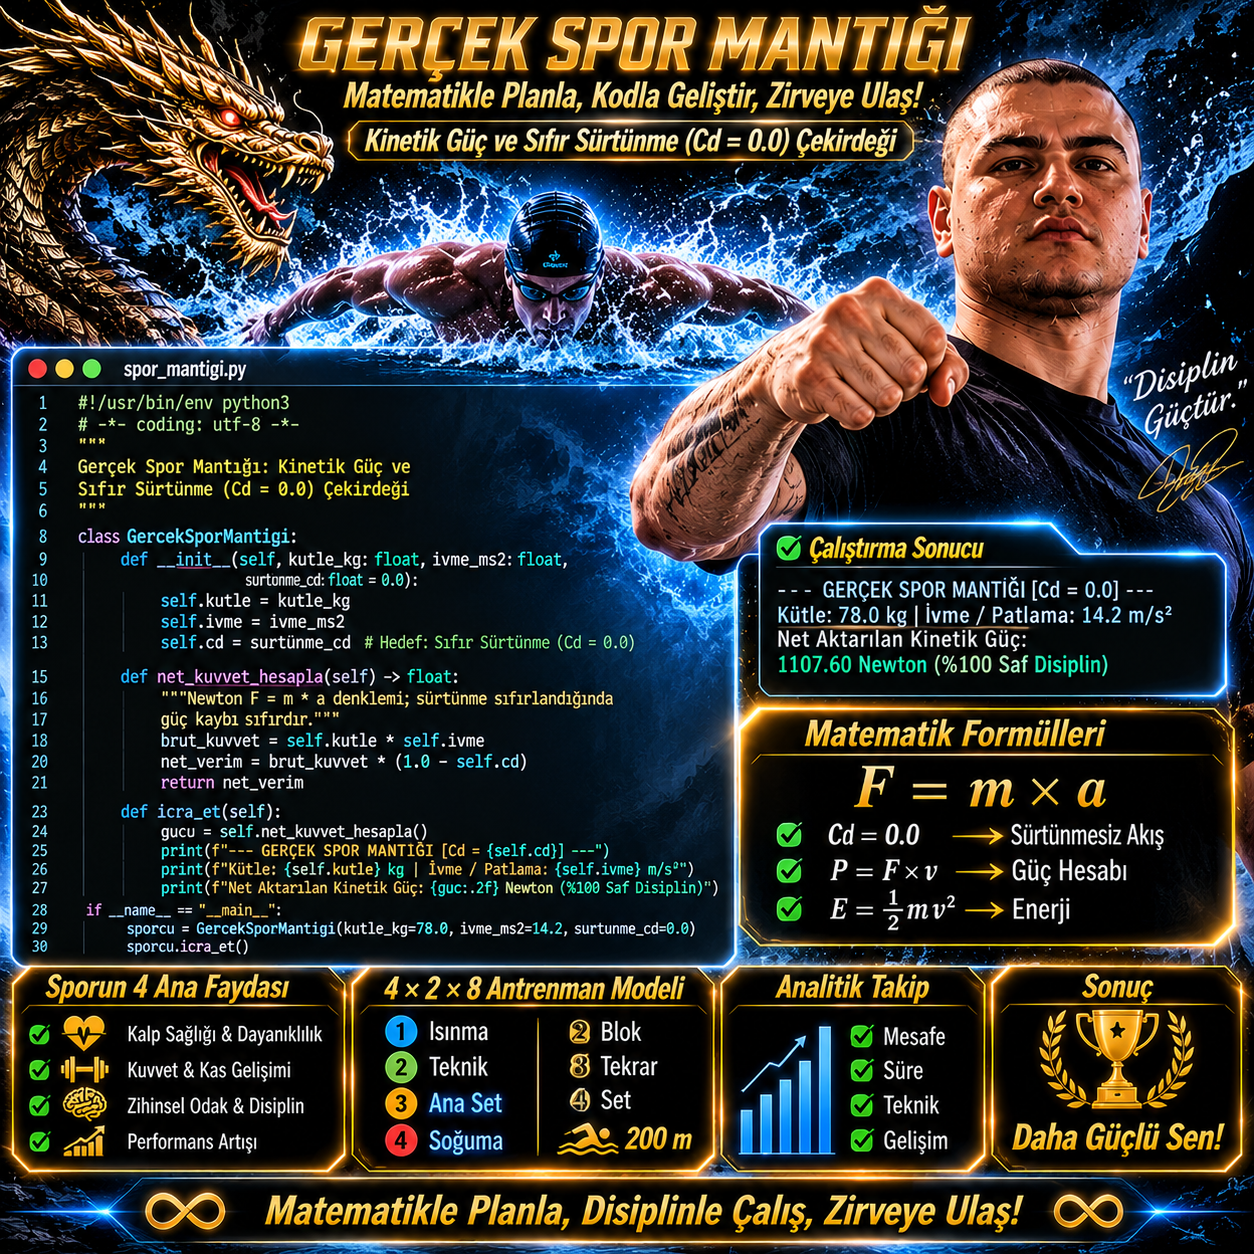 GERÇEK SPOR MANTIĞI
Matematikle Planla, Kodla Geliştir, Zirveye Ulaş!
Kinetik Güç ve Sıfır Sürtünme (Cd = 0.0) Çekirdeği
"Disiplin
Güçtür."
spor_mantigi.py
1 #!/usr/bin/env python3
2 # -*- coding: utf-8 -*-
3 """
4 Gerçek Spor Mantığı: Kinetik Güç ve
5 Sıfır Sürtünme (Cd = 0.0) Çekirdeği
6 """
8 class GercekSporMantigi:
9 def __init__(self, kutle_kg: float, ivme_ms2: float,
10 surtonme_cd: float = 0.0):
11 self.kutle = kutle_kg
12 self.ivme = ivme_ms2
13 self.cd = surtünme_cd # Hedef: Sıfır Sürtünme (Cd = 0.0)
15 def net_kuvvet_hesapla(self) -> float:
16 """Newton F = m * a denklemi; sürtünme sıfırlandığında
17 güç kaybı sıfırdır."""
18 brut_kuvvet = self.kutle * self.ivme
20 net_verim = brut_kuvvet * (1.0 - self.cd)
21 return net_verim
23 def icra_et(self):
24 gucu = self.net_kuvvet_hesapla()
25 print(f"--- GERÇEK SPOR MANTIĞI [Cd = {self.cd}] ---")
26 print(f"Kütle: {self.kutle} kg | İvme / Patlama: {self.ivme} m/s²")
27 print(f"Net Aktarılan Kinetik Güç: {guc:.2f} Newton (%100 Saf Disiplin)")
28 if __name__ == "__main__":
29 sporcu = GercekSporMantigi(kutle_kg=78.0, ivme_ms2=14.2, surtunme_cd=0.0)
30 sporcu.icra_et()
Çalıştırma Sonucu
--- GERÇEK SPOR MANTIĞI [Cd = 0.0] ---
Kütle: 78.0 kg | İvme / Patlama: 14.2 m/s²
Net Aktarılan Kinetik Güç:
1107.60 Newton (%100 Saf Disiplin)
Matematik Formülleri
F = m × a
Cd = 0.0 → Sürtünmesiz Akış
P = F × v → Güç Hesabı
E = 1/2 mv² → Enerji
Sporun 4 Ana Faydası
Kalp Sağlığı & Dayanıklılık
Kuvvet & Kas Gelişimi
Zihinsel Odak & Disiplin
Performans Artışı
4 × 2 × 8 Antrenman Modeli
1 Isınma
2 Teknik
3 Ana Set
4 Soğuma
2 Blok
8 Tekrar
4 Set
200 m
Analitik Takip
Mesafe
Süre
Teknik
Gelişim
Sonuç
Daha Güçlü Sen!
Matematikle Planla, Disiplinle Çalış, Zirveye Ulaş!